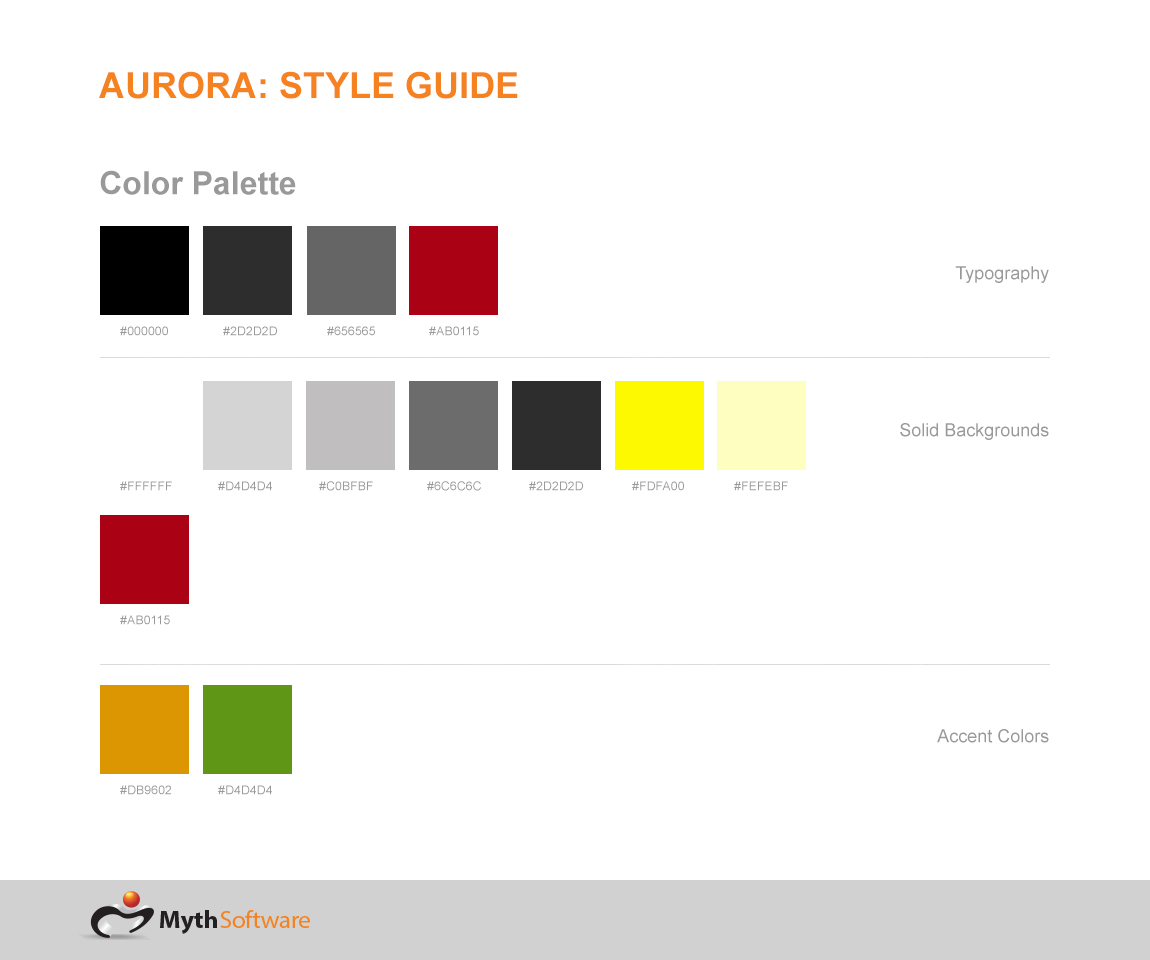 AURORA: STYLE GUIDE
Color Palette
Typography
#000000 #2D2D2D #656565 #AB0115
Solid Backgrounds
#FFFFFF #D4D4D4 #C0BFBF #6C6C6C #2D2D2D #FDFA00 #FEFEBF
#AB0115
Accent Colors
#DB9602 #D4D4D4
MythSoftware